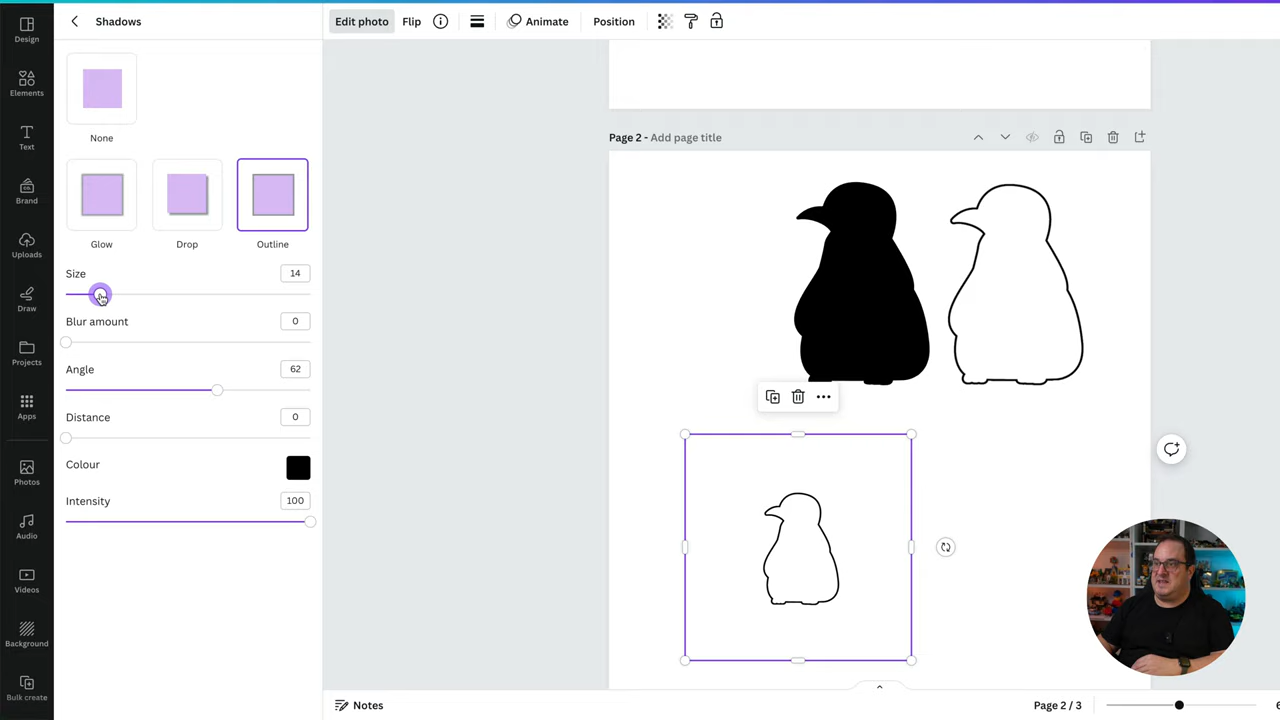 Design
Elements
Text
Brand
Uploads
Draw
Projects
Apps
Photos
Audio
Videos
Background
Bulk create
Shadows
None
Glow
Drop
Outline
Size
14
Blur amount
0
Angle
62
Distance
0
Colour
Intensity
100
Edit photo
Flip
Animate
Position
Page 2 - Add page title
Notes
Page 2 / 3